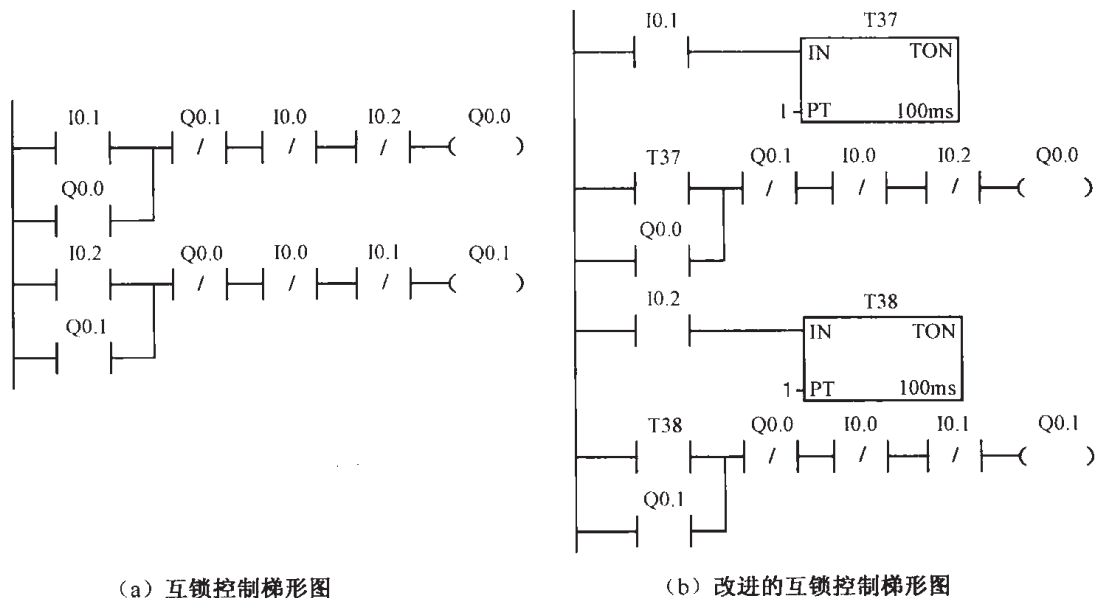 I0.1 Q0.1 I0.0 I0.2 Q0.0
Q0.0
I0.2 Q0.0 I0.0 I0.1 Q0.1
Q0.1
(a) 互锁控制梯形图
I0.1 T37
IN TON
1 PT 100ms
T37 Q0.1 I0.0 I0.2 Q0.0
Q0.0
I0.2 T38
IN TON
1 PT 100ms
T38 Q0.0 I0.0 I0.1 Q0.1
Q0.1
(b) 改进的互锁控制梯形图